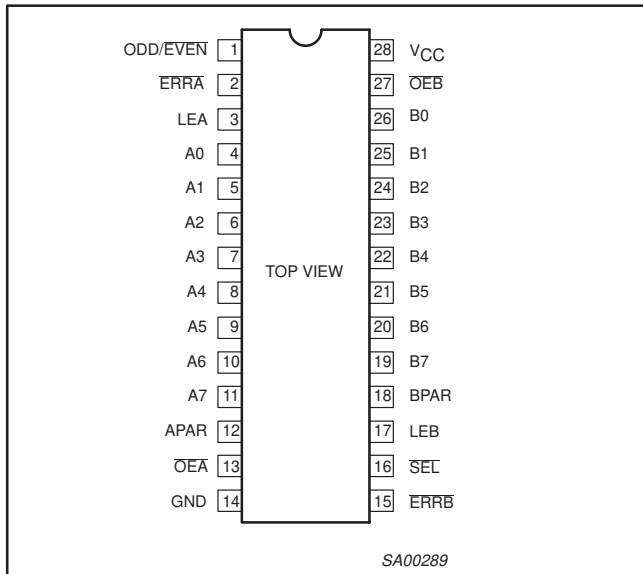 ODD/EVEN 1 28 VCC
ERRA 2 27 OEB
LEA 3 26 B0
A0 4 25 B1
A1 5 24 B2
A2 6 23 B3
A3 7 22 B4
TOP VIEW
A4 8 21 B5
A5 9 20 B6
A6 10 19 B7
A7 11 18 BPAR
APAR 12 17 LEB
OEA 13 16 SEL
GND 14 15 ERRB
SA00289